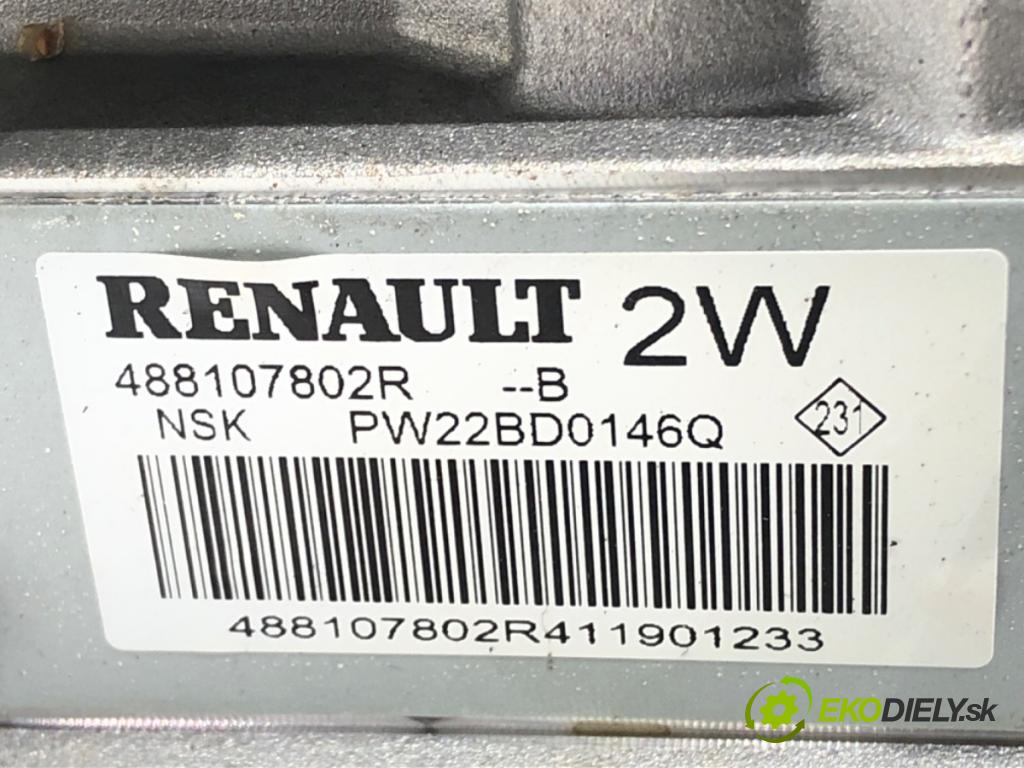 RENAULT 2W
488107802R --B
NSK PW22BD0146Q 231
488107802R411901233
EKODIELY.sk